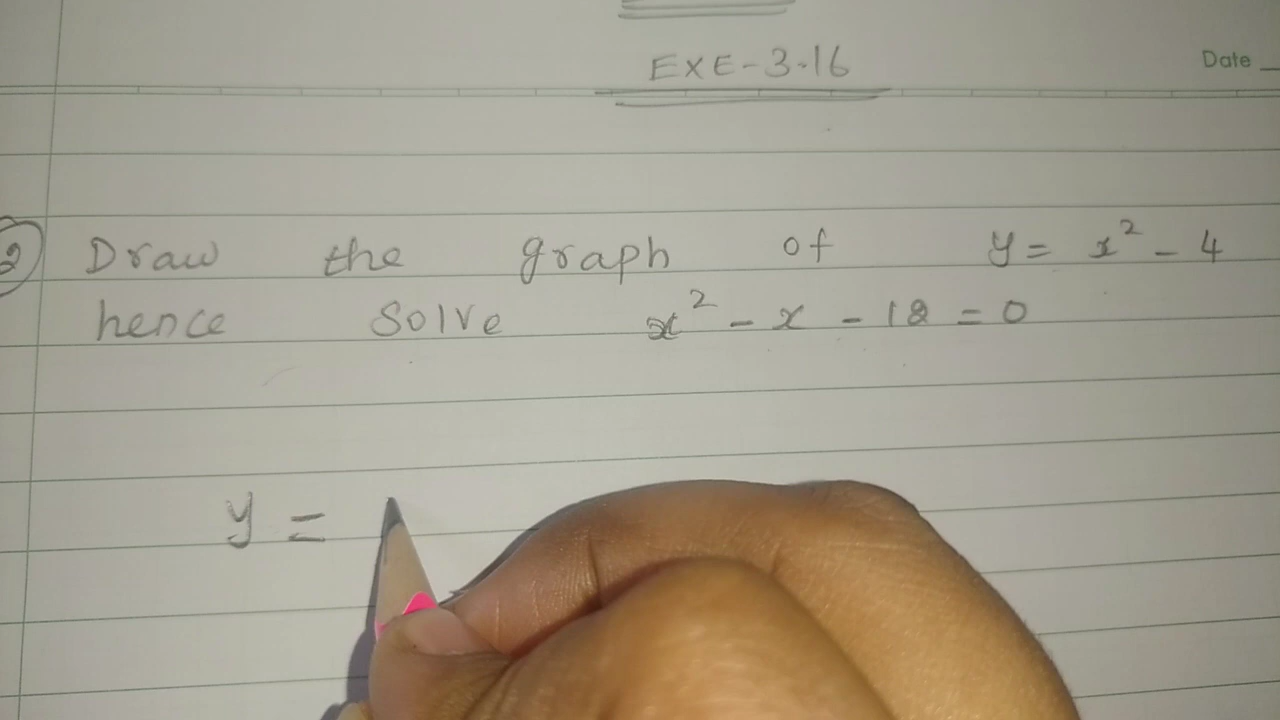 EXE-3.16
Date
2 Draw the graph of y = x² - 4
hence Solve x² - x - 12 = 0
y =